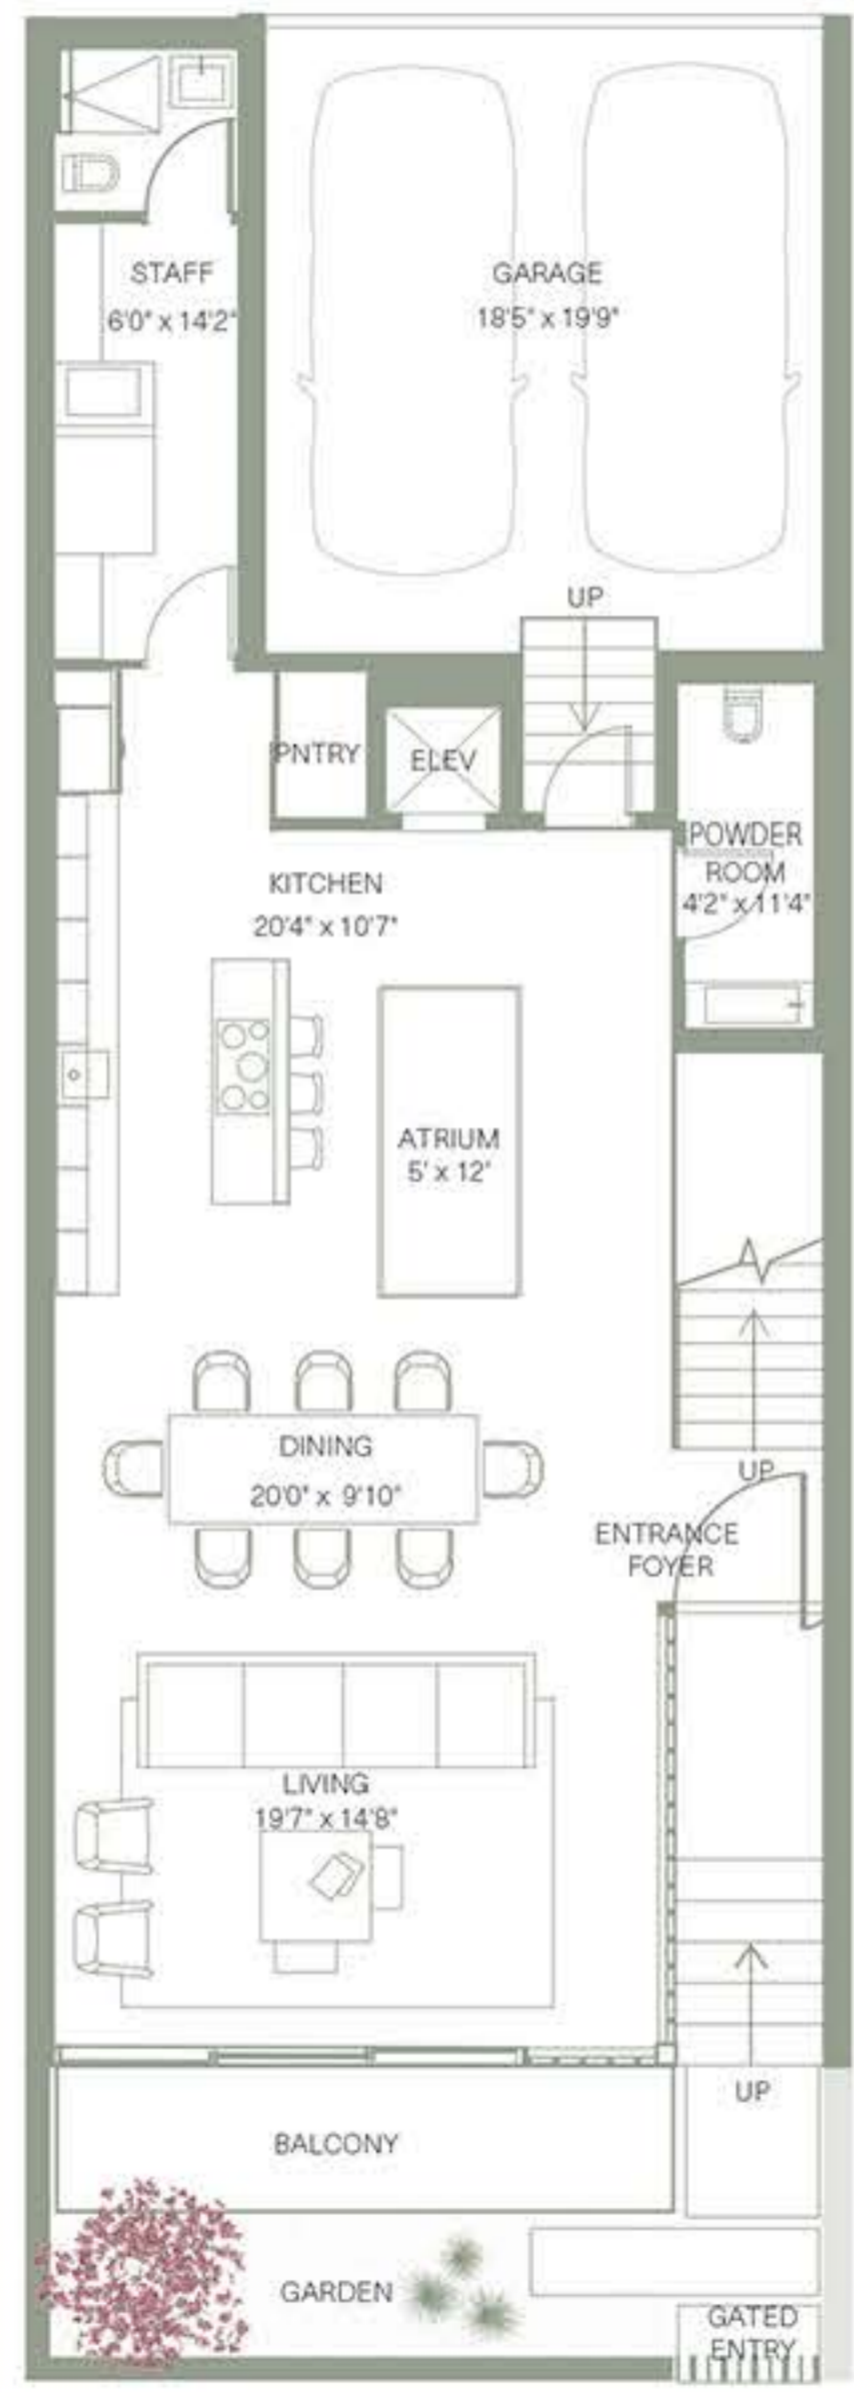 STAFF
6'0" x 14'2"
GARAGE
18'5" x 19'9"
UP
PNTRY
ELEV
POWDER
ROOM
4'2" x 11'4"
KITCHEN
20'4" x 10'7"
ATRIUM
5' x 12'
DINING
20'0" x 9'10"
UP
ENTRANCE
FOYER
LIVING
19'7" x 14'8"
UP
BALCONY
GARDEN
GATED
ENTRY